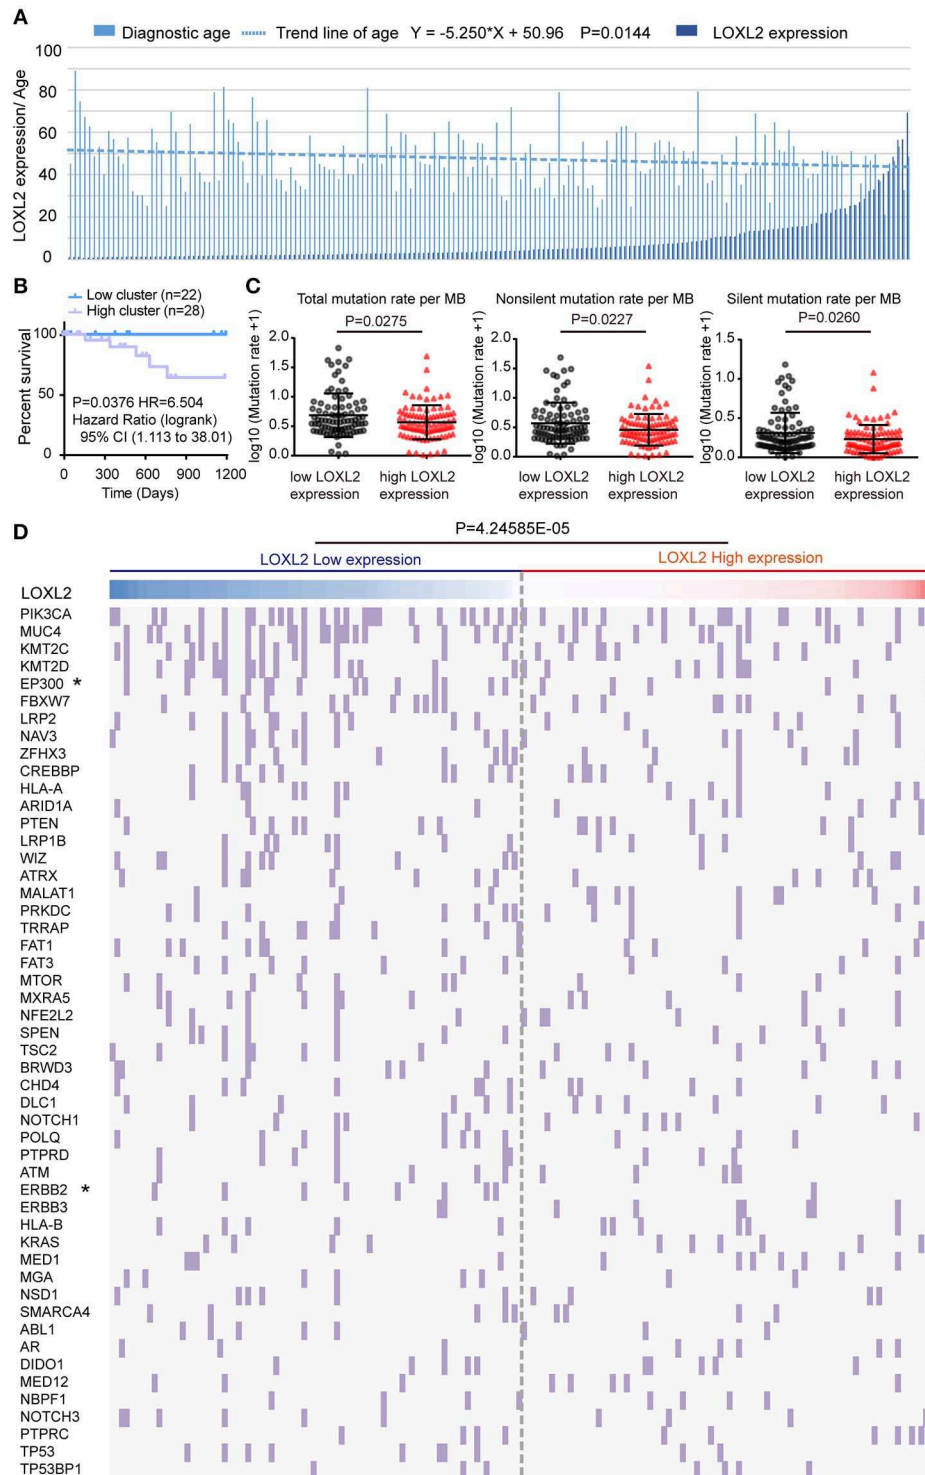 A
Diagnostic age Trend line of age Y = -5.250*X + 50.96 P=0.0144 LOXL2 expression
LOXL2 expression/ Age
100
80
60
40
20
0
B
Low cluster (n=22)
High cluster (n=28)
Percent survival
100
50
0
P=0.0376 HR=6.504
Hazard Ratio (logrank)
95% CI (1.113 to 38.01)
0 300 600 900 1200
Time (Days)
C
Total mutation rate per MB
P=0.0275
log10 (Mutation rate +1)
2.0
1.5
1.0
0.5
0.0
low LOXL2 expression
high LOXL2 expression
Nonsilent mutation rate per MB
P=0.0227
log10 (Mutation rate +1)
2.0
1.5
1.0
0.5
0.0
low LOXL2 expression
high LOXL2 expression
Silent mutation rate per MB
P=0.0260
log10 (Mutation rate +1)
1.5
1.0
0.5
0.0
low LOXL2 expression
high LOXL2 expression
D
P=4.24585E-05
LOXL2 Low expression LOXL2 High expression
LOXL2
PIK3CA
MUC4
KMT2C
KMT2D
EP300 *
FBXW7
LRP2
NAV3
ZFHX3
CREBBP
HLA-A
ARID1A
PTEN
LRP1B
WIZ
ATRX
MALAT1
PRKDC
TRRAP
FAT1
FAT3
MTOR
MXRA5
NFE2L2
SPEN
TSC2
BRWD3
CHD4
DLC1
NOTCH1
POLQ
PTPRD
ATM
ERBB2 *
ERBB3
HLA-B
KRAS
MED1
MGA
NSD1
SMARCA4
ABL1
AR
DIDO1
MED12
NBPF1
NOTCH3
PTPRC
TP53
TP53BP1